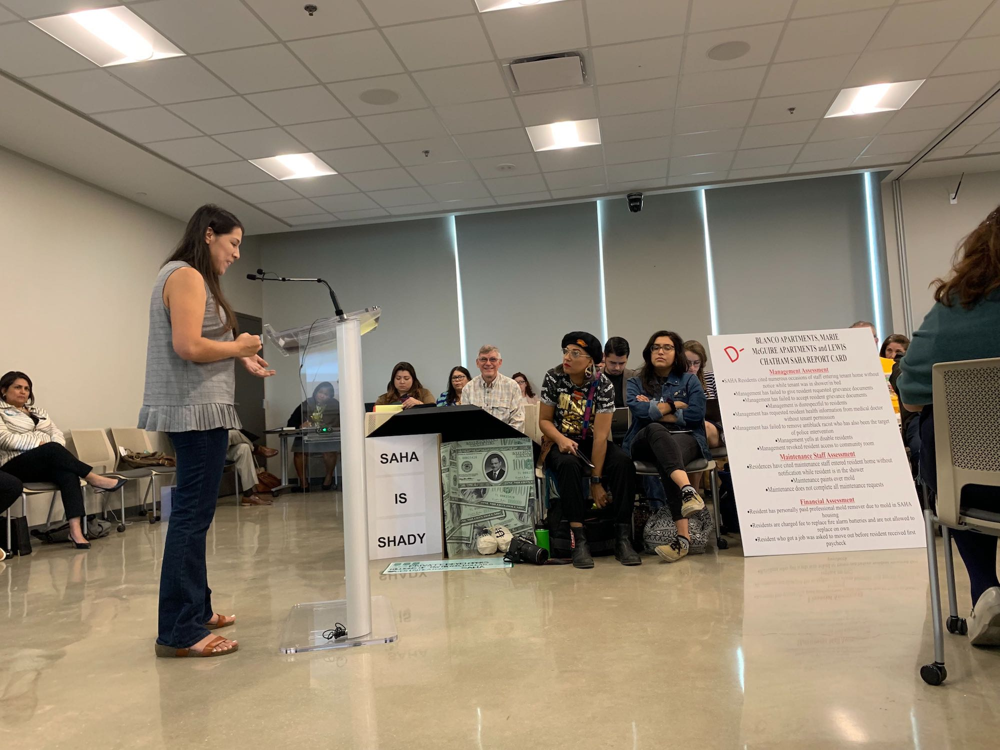 D-
BLANCO APARTMENTS, MARIE
McGUIRE APARTMENTS and LEWIS
CHATHAM SAHA REPORT CARD
Management Assessment
•SAHA Residents cited numerous occasions of staff entering tenant home without
notice while tenant was in shower/in bed
•Management has failed to give resident requested grievance documents
•Management has failed to accept resident grievance documents
•Management is disrespectful to residents
•Management has requested resident health information from medical doctor
without tenant permission
•Management has failed to remove antiblack racist who has also been the target
of police intervention
•Management yells at disable residents
•Management revoked resident access to community room
Maintenance Staff Assessment
•Residences have cited maintenance staff entered resident home without
notification while resident is in the shower
•Maintenance paints over mold
•Maintenance does not complete all maintenance requests
Financial Assessment
•Resident has personally paid professional mold remover due to mold in SAHA
housing
•Residents are charged fee to replace fire alarm batteries and are not allowed to
replace on own
•Resident who got a job was asked to move out before resident received first
paycheck
SAHA
IS
SHADY
TL 00025428
ONE MILLION DOLLARS
PRIVATE DEVELOPERS
MILLIONS OF TAXPAYERS DOLLARS
SAHA